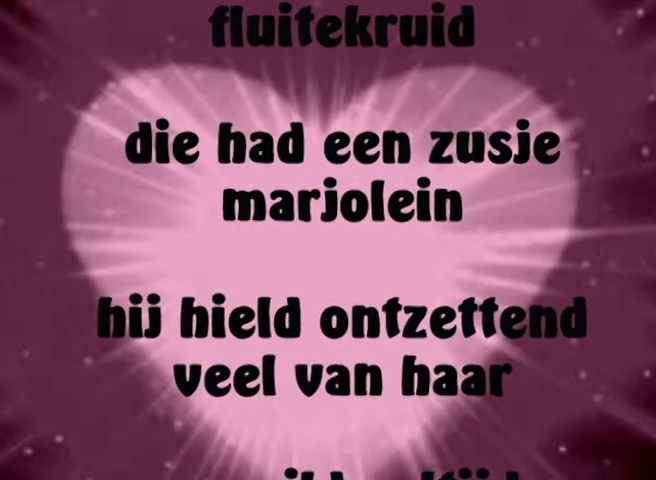 fluitekruid
die had een zusje
marjolein
hij hield ontzettend
veel van haar